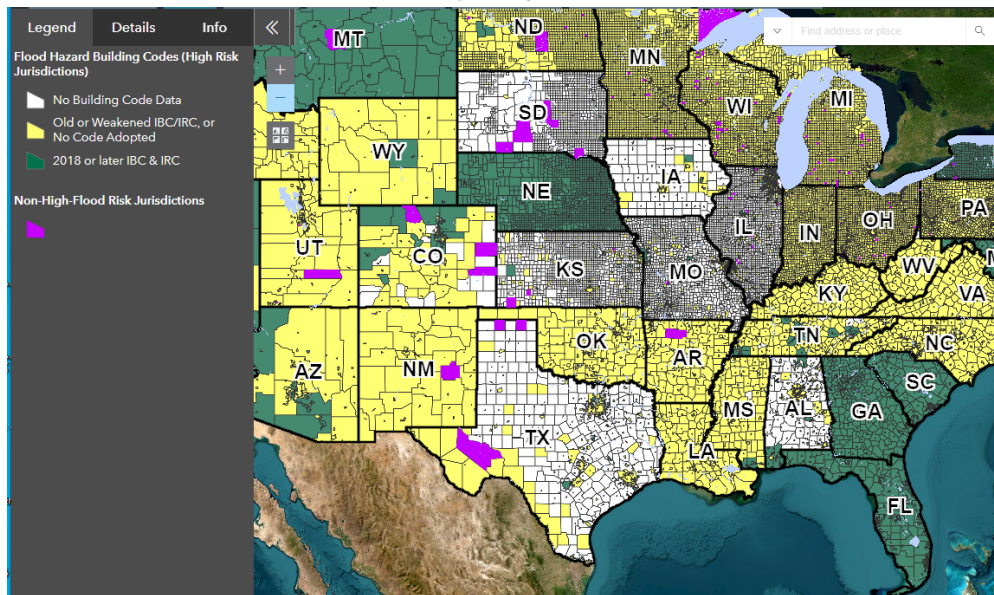 Legend Details Info
Find address or place
Flood Hazard Building Codes (High Risk
Jurisdictions)
No Building Code Data
Old or Weakened IBC/IRC, or
No Code Adopted
2018 or later IBC & IRC
Non-High-Flood Risk Jurisdictions
MT
ND
MN
SD
WI
MI
WY
IA
NE
PA
IL
IN
OH
UT
CO
WV
KS
MO
VA
KY
TN
NC
OK
AR
AZ
NM
SC
MS
AL
GA
TX
LA
FL